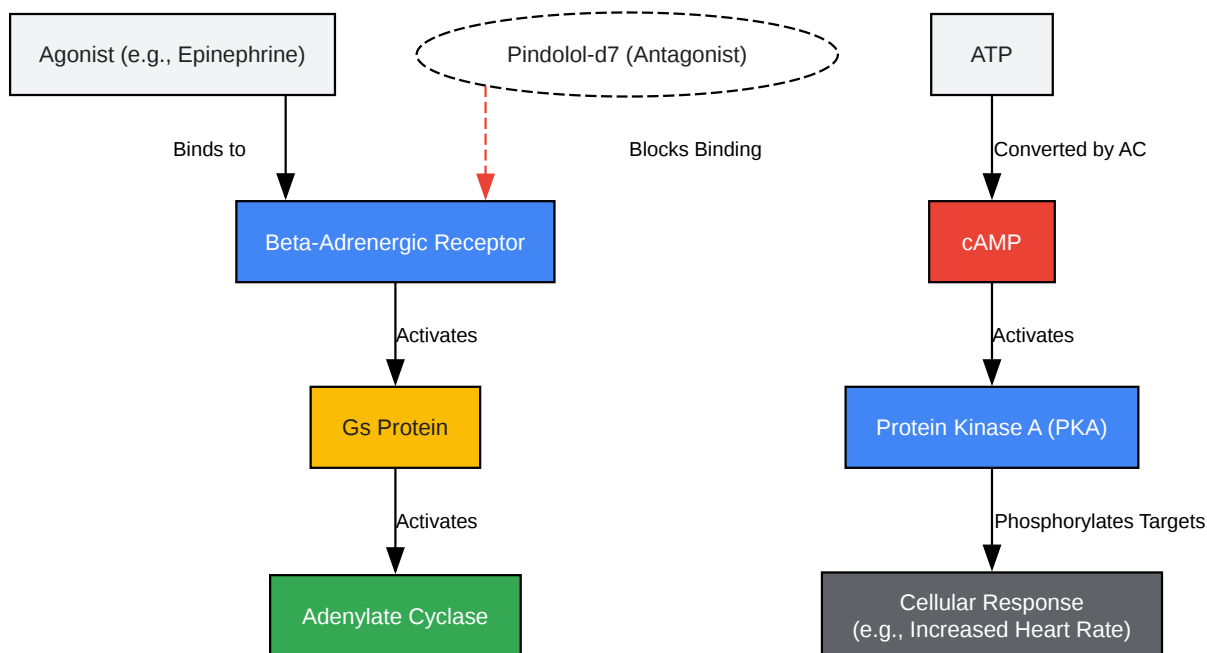 Agonist (e.g., Epinephrine)
Pindolol-d7 (Antagonist)
ATP
Binds to
Blocks Binding
Converted by AC
Beta-Adrenergic Receptor
cAMP
Activates
Activates
Gs Protein
Protein Kinase A (PKA)
Activates
Phosphorylates Targets
Adenylate Cyclase
Cellular Response
(e.g., Increased Heart Rate)